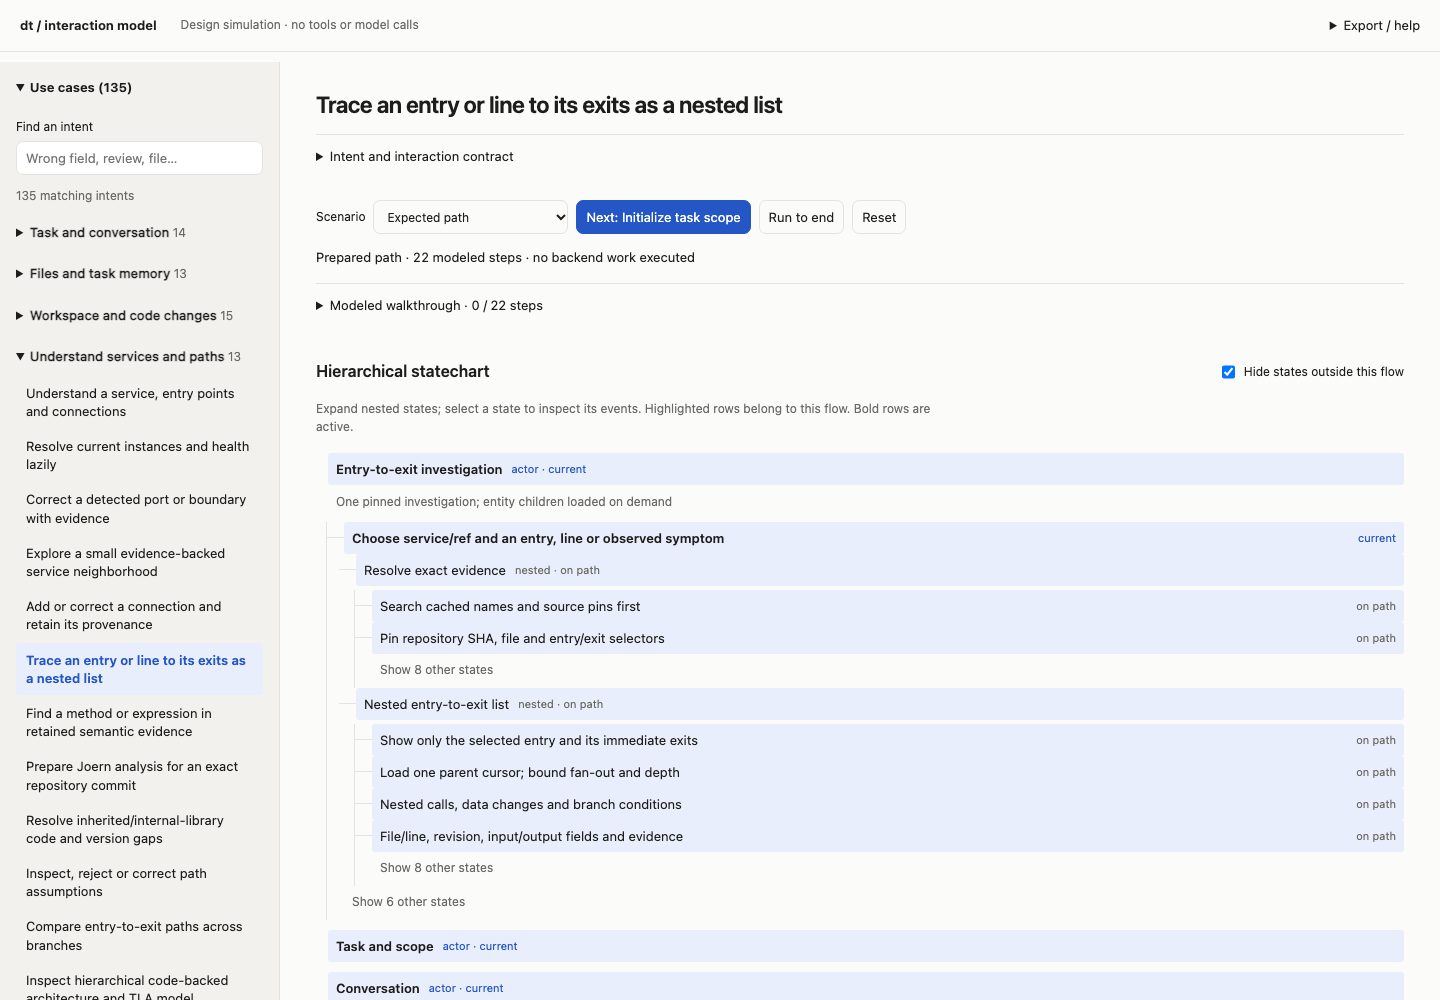 dt / interaction model
Design simulation · no tools or model calls
Export / help
Use cases (135)
Find an intent
Wrong field, review, file...
135 matching intents
Task and conversation 14
Files and task memory 13
Workspace and code changes 15
Understand services and paths 13
Understand a service, entry points
and connections
Resolve current instances and health
lazily
Correct a detected port or boundary
with evidence
Explore a small evidence-backed
service neighborhood
Add or correct a connection and
retain its provenance
Trace an entry or line to its exits as
a nested list
Find a method or expression in
retained semantic evidence
Prepare Joern analysis for an exact
repository commit
Resolve inherited/internal-library
code and version gaps
Inspect, reject or correct path
assumptions
Compare entry-to-exit paths across
branches
Inspect hierarchical code-backed
architecture and TLA model
Trace an entry or line to its exits as a nested list
Intent and interaction contract
Scenario
Expected path
Next: Initialize task scope
Run to end
Reset
Prepared path · 22 modeled steps · no backend work executed
Modeled walkthrough · 0 / 22 steps
Hierarchical statechart
Hide states outside this flow
Expand nested states; select a state to inspect its events. Highlighted rows belong to this flow. Bold rows are
active.
Entry-to-exit investigation actor · current
One pinned investigation; entity children loaded on demand
Choose service/ref and an entry, line or observed symptom current
Resolve exact evidence nested · on path
Search cached names and source pins first on path
Pin repository SHA, file and entry/exit selectors on path
Show 8 other states
Nested entry-to-exit list nested · on path
Show only the selected entry and its immediate exits on path
Load one parent cursor; bound fan-out and depth on path
Nested calls, data changes and branch conditions on path
File/line, revision, input/output fields and evidence on path
Show 8 other states
Show 6 other states
Task and scope actor · current
Conversation actor · current